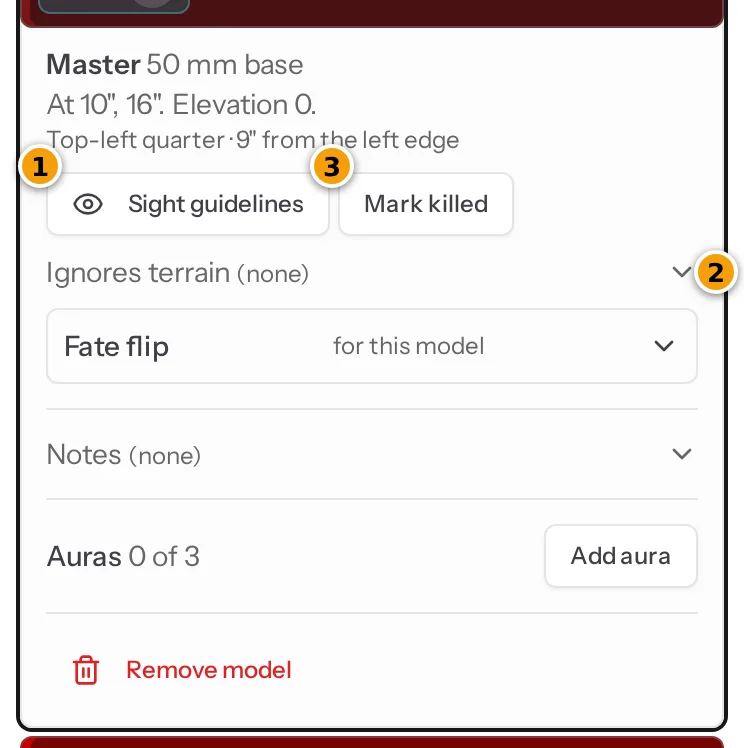 Master 50 mm base
At 10", 16". Elevation 0.
Top-left quarter · 9" from the left edge
1
3
Sight guidelines
Mark killed
Ignores terrain (none)
2
Fate flip for this model
Notes (none)
Auras 0 of 3
Add aura
Remove model